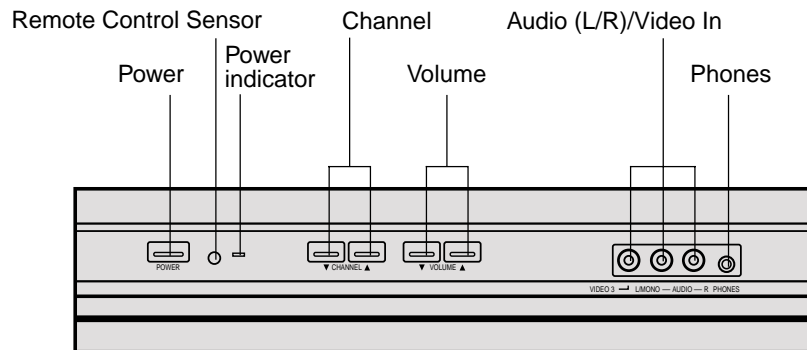 Remote Control Sensor
Channel
Audio (L/R)/Video In
Power
Power
indicator
Volume
Phones
POWER
▼ CHANNEL ▲
▼ VOLUME ▲
VIDEO 3 L/MONO — AUDIO — R PHONES